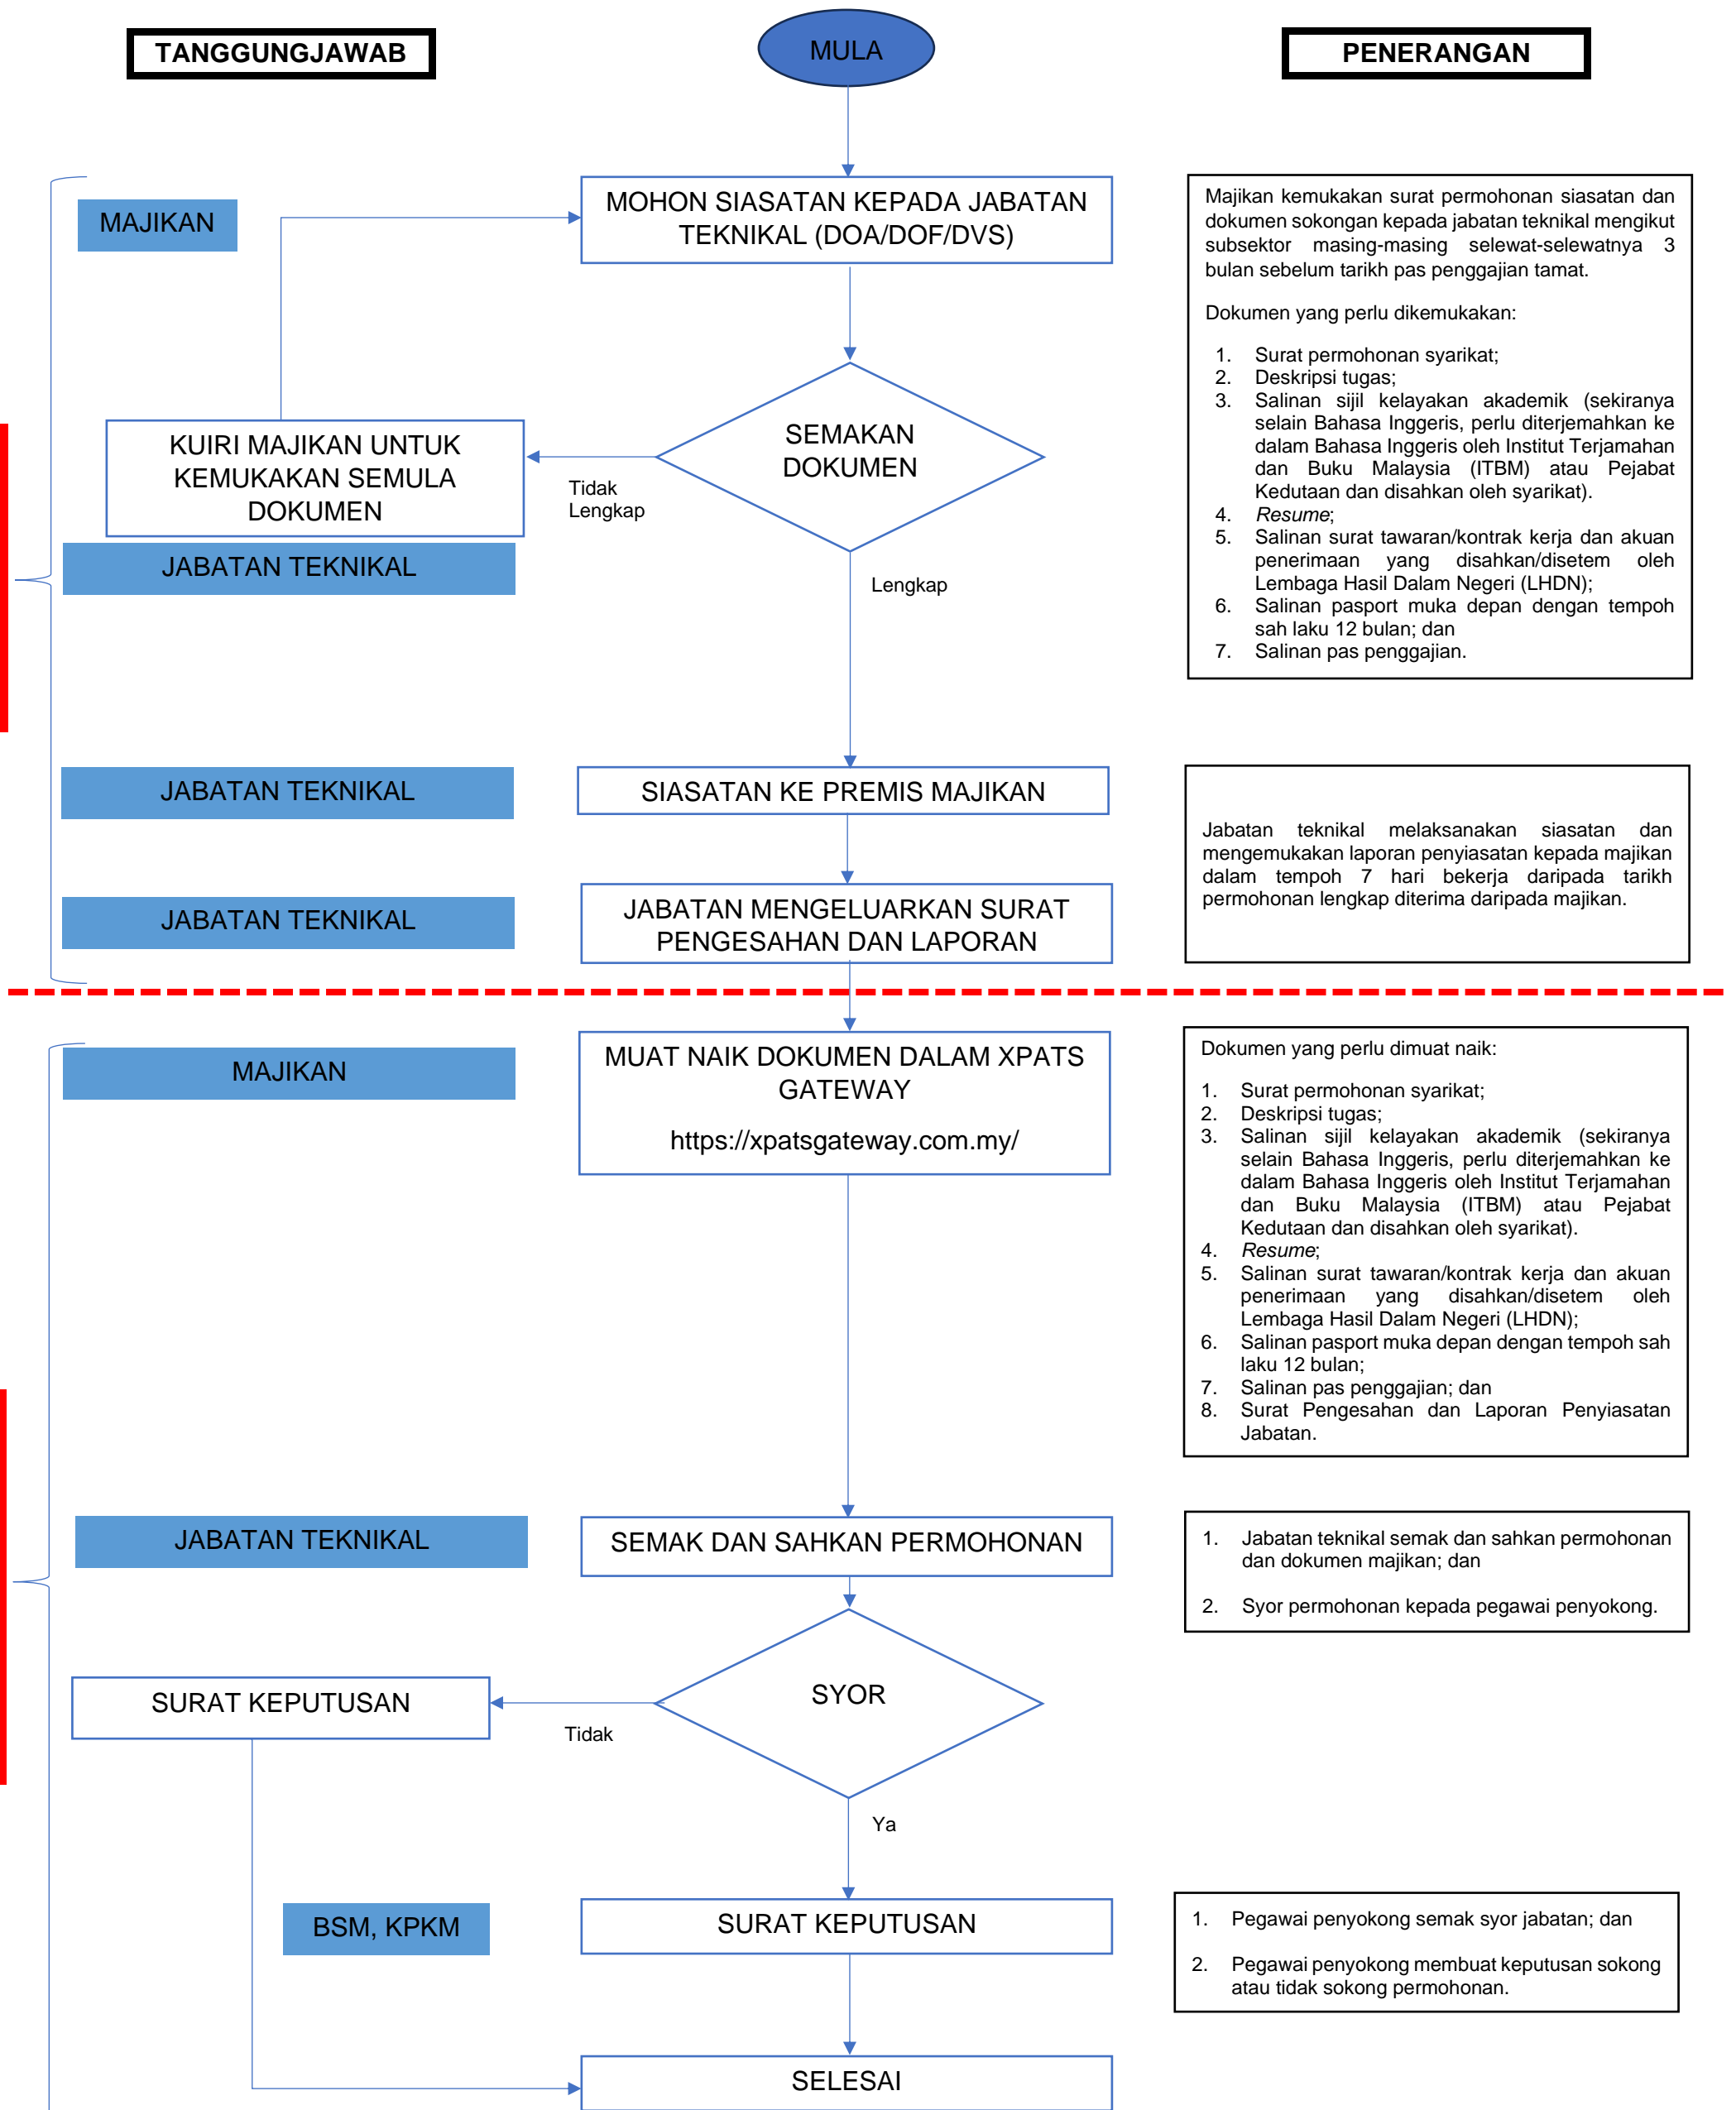 TANGGUNGJAWAB
MULA
PENERANGAN
MAJIKAN
MOHON SIASATAN KEPADA JABATAN
TEKNIKAL (DOA/DOF/DVS)
Majikan kemukakan surat permohonan siasatan dan
dokumen sokongan kepada jabatan teknikal mengikut
subsektor masing-masing selewat-selewatnya 3
bulan sebelum tarikh pas penggajian tamat.
Dokumen yang perlu dikemukakan:
1. Surat permohonan syarikat;
2. Deskripsi tugas;
3. Salinan sijil kelayakan akademik (sekiranya
selain Bahasa Inggeris, perlu diterjemahkan ke
dalam Bahasa Inggeris oleh Institut Terjamahan
dan Buku Malaysia (ITBM) atau Pejabat
Kedutaan dan disahkan oleh syarikat).
4. Resume;
5. Salinan surat tawaran/kontrak kerja dan akuan
penerimaan yang disahkan/disetem oleh
Lembaga Hasil Dalam Negeri (LHDN);
6. Salinan pasport muka depan dengan tempoh
sah laku 12 bulan; dan
7. Salinan pas penggajian.
SEMAKAN
DOKUMEN
Tidak
Lengkap
KUIRI MAJIKAN UNTUK
KEMUKAKAN SEMULA
DOKUMEN
JABATAN TEKNIKAL
Lengkap
JABATAN TEKNIKAL
SIASATAN KE PREMIS MAJIKAN
Jabatan teknikal melaksanakan siasatan dan
mengemukakan laporan penyiasatan kepada majikan
dalam tempoh 7 hari bekerja daripada tarikh
permohonan lengkap diterima daripada majikan.
JABATAN TEKNIKAL
JABATAN MENGELUARKAN SURAT
PENGESAHAN DAN LAPORAN
MAJIKAN
MUAT NAIK DOKUMEN DALAM XPATS
GATEWAY
https://xpatsgateway.com.my/
Dokumen yang perlu dimuat naik:
1. Surat permohonan syarikat;
2. Deskripsi tugas;
3. Salinan sijil kelayakan akademik (sekiranya
selain Bahasa Inggeris, perlu diterjemahkan ke
dalam Bahasa Inggeris oleh Institut Terjamahan
dan Buku Malaysia (ITBM) atau Pejabat
Kedutaan dan disahkan oleh syarikat).
4. Resume;
5. Salinan surat tawaran/kontrak kerja dan akuan
penerimaan yang disahkan/disetem oleh
Lembaga Hasil Dalam Negeri (LHDN);
6. Salinan pasport muka depan dengan tempoh sah
laku 12 bulan;
7. Salinan pas penggajian; dan
8. Surat Pengesahan dan Laporan Penyiasatan
Jabatan.
JABATAN TEKNIKAL
SEMAK DAN SAHKAN PERMOHONAN
1. Jabatan teknikal semak dan sahkan permohonan
dan dokumen majikan; dan
2. Syor permohonan kepada pegawai penyokong.
SYOR
Tidak
SURAT KEPUTUSAN
Ya
BSM, KPKM
SURAT KEPUTUSAN
1. Pegawai penyokong semak syor jabatan; dan
2. Pegawai penyokong membuat keputusan sokong
atau tidak sokong permohonan.
SELESAI